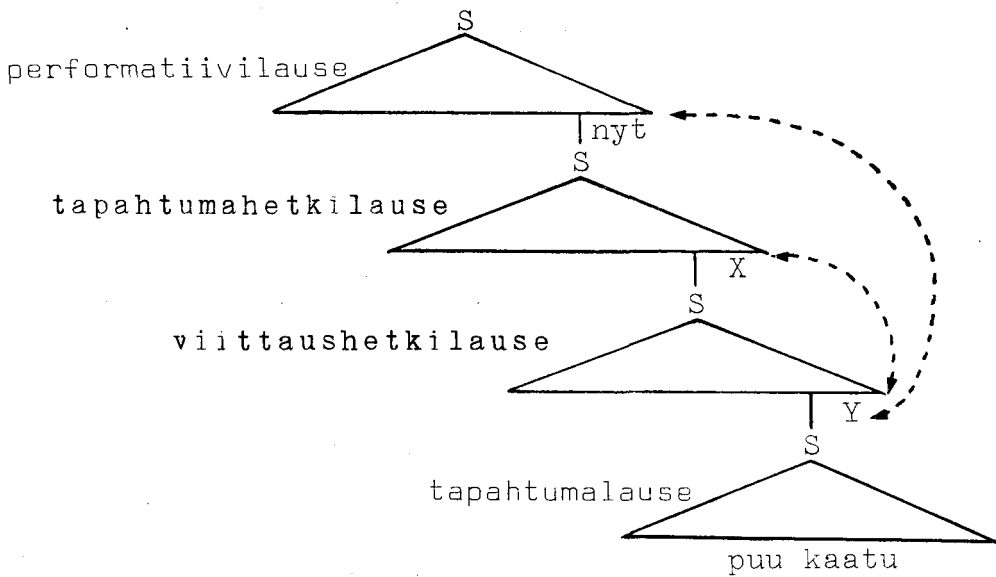 S
performatiivilause
nyt
S
tapahtumahetkilause
X
S
viittaushetkilause
Y
S
tapahtumalause
puu kaatu